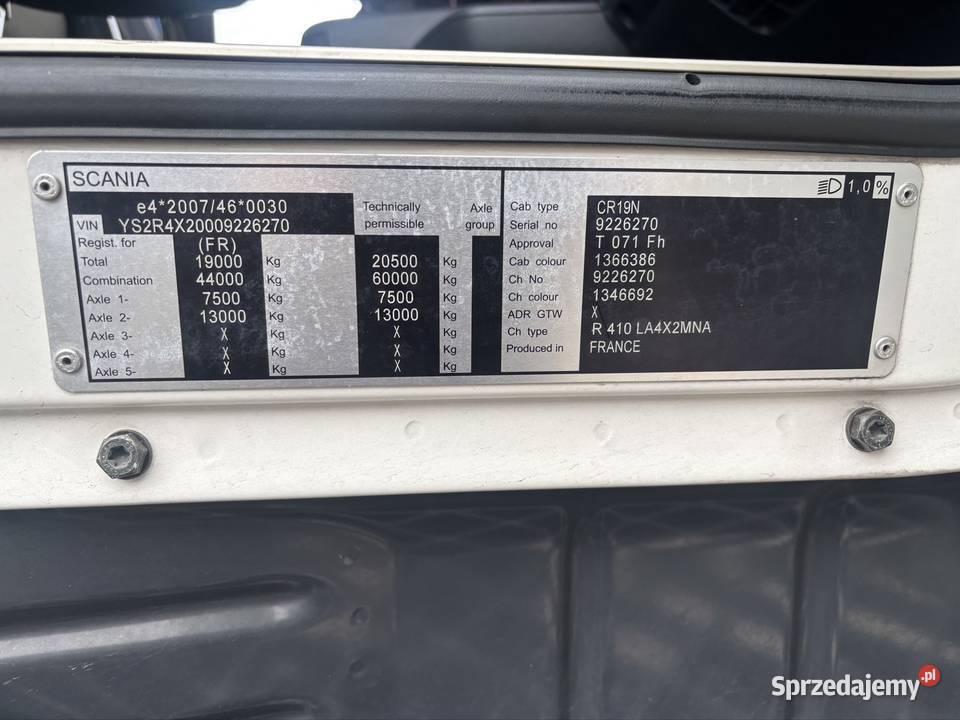 SCANIA
e4*2007/46*0030
VIN YS2R4X20009226270
Technically permissible
Axle group
Regist. for (FR)
Total 19000 Kg 20500 Kg
Combination 44000 Kg 60000 Kg
Axle 1- 7500 Kg 7500 Kg
Axle 2- 13000 Kg 13000 Kg
Axle 3- X Kg X Kg
Axle 4- X Kg X Kg
Axle 5- X Kg X Kg
1,0%
Cab type CR19N
Serial no 9226270
Approval T 071 Fh
Cab colour 1366386
Ch No 9226270
Ch colour 1346692
ADR GTW X
Ch type R 410 LA4X2MNA
Produced in FRANCE
Sprzedajemy.pl